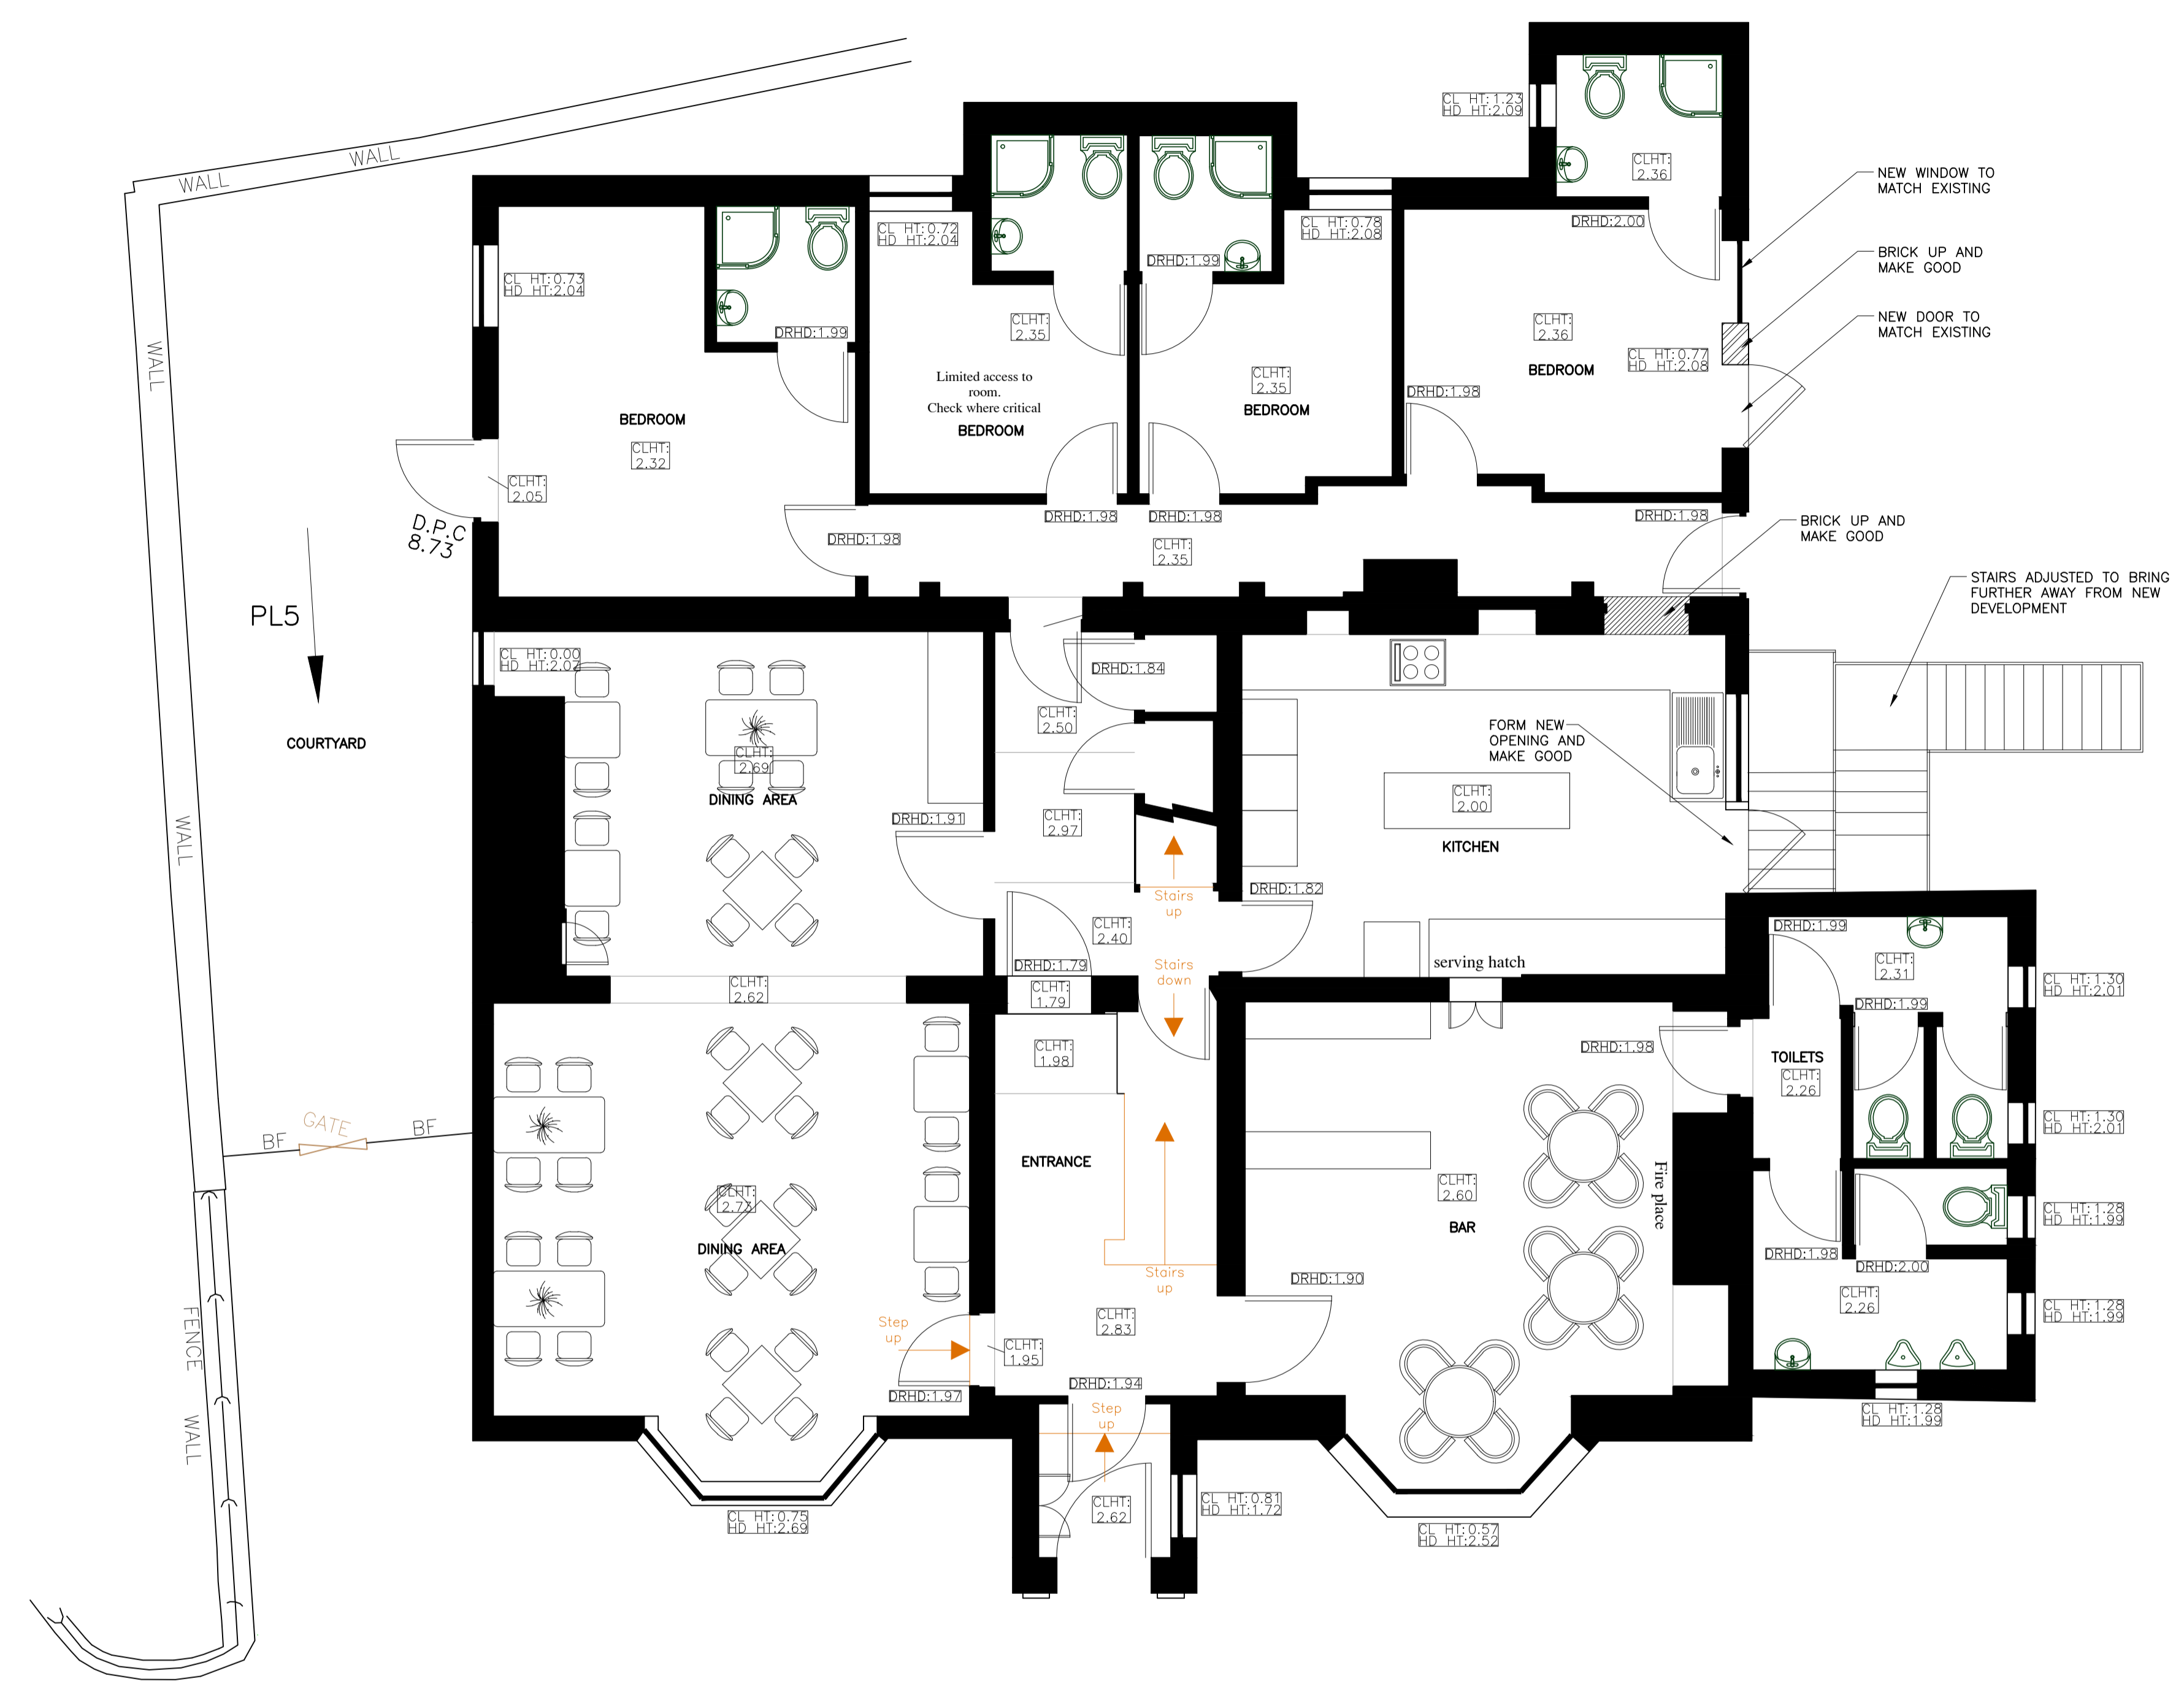 WALL
WALL
WALL
WALL
FENCE
WALL
PL5
COURTYARD
D.P.C
8.73
BF
GATE
BF
CL HT:0.73
HD HT:2.04
BEDROOM
CLHT:
2.32
CLHT:
2.05
DRHD:1.99
DRHD:1.98
CL HT:0.72
HD HT:2.04
CLHT:
2.35
Limited access to
room.
Check where critical
BEDROOM
DRHD:1.98
DRHD:1.99
CL HT:0.78
HD HT:2.08
CLHT:
2.35
BEDROOM
DRHD:1.98
CLHT:
2.35
CL HT:1.23
HD HT:2.09
CLHT:
2.36
DRHD:2.00
CLHT:
2.36
CL HT:0.77
HD HT:2.08
BEDROOM
DRHD:1.98
DRHD:1.98
NEW WINDOW TO
MATCH EXISTING
BRICK UP AND
MAKE GOOD
NEW DOOR TO
MATCH EXISTING
BRICK UP AND
MAKE GOOD
STAIRS ADJUSTED TO BRING
FURTHER AWAY FROM NEW
DEVELOPMENT
CL HT:0.00
HD HT:2.07
CLHT:
2.69
DINING AREA
DRHD:1.91
CLHT:
2.62
DRHD:1.84
CLHT:
2.50
CLHT:
2.97
Stairs
up
CLHT:
2.40
DRHD:1.79
Stairs
down
CLHT:
1.79
CLHT:
1.98
FORM NEW
OPENING AND
MAKE GOOD
CLHT:
2.00
KITCHEN
DRHD:1.82
serving hatch
DRHD:1.99
CLHT:
2.31
DRHD:1.99
CL HT:1.30
HD HT:2.01
DRHD:1.98
TOILETS
CLHT:
2.26
CL HT:1.30
HD HT:2.01
ENTRANCE
CLHT:
2.73
DINING AREA
Stairs
up
CLHT:
2.60
BAR
Fire place
DRHD:1.90
CL HT:1.28
HD HT:1.99
DRHD:1.98
DRHD:2.00
CLHT:
2.26
CL HT:1.28
HD HT:1.99
Step
up
CLHT:
2.83
CLHT:
1.95
DRHD:1.97
DRHD:1.94
Step
up
CL HT:1.28
HD HT:1.99
CL HT:0.75
HD HT:2.69
CLHT:
2.62
CL HT:0.81
HD HT:1.72
CL HT:0.57
HD HT:2.52